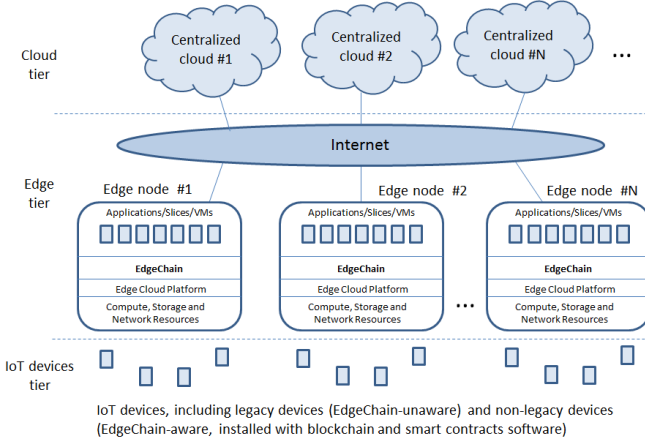 Centralized
cloud #1
Centralized
cloud #2
Centralized
cloud #N
...
Cloud
tier
Internet
Edge
tier
Edge node #1
Edge node #2
Edge node #N
Applications/Slices/VMs
EdgeChain
Edge Cloud Platform
Compute, Storage and
Network Resources
Applications/Slices/VMs
EdgeChain
Edge Cloud Platform
Compute, Storage and
Network Resources
...
Applications/Slices/VMs
EdgeChain
Edge Cloud Platform
Compute, Storage and
Network Resources
IoT devices
tier
IoT devices, including legacy devices (EdgeChain-unaware) and non-legacy devices
(EdgeChain-aware, installed with blockchain and smart contracts software)